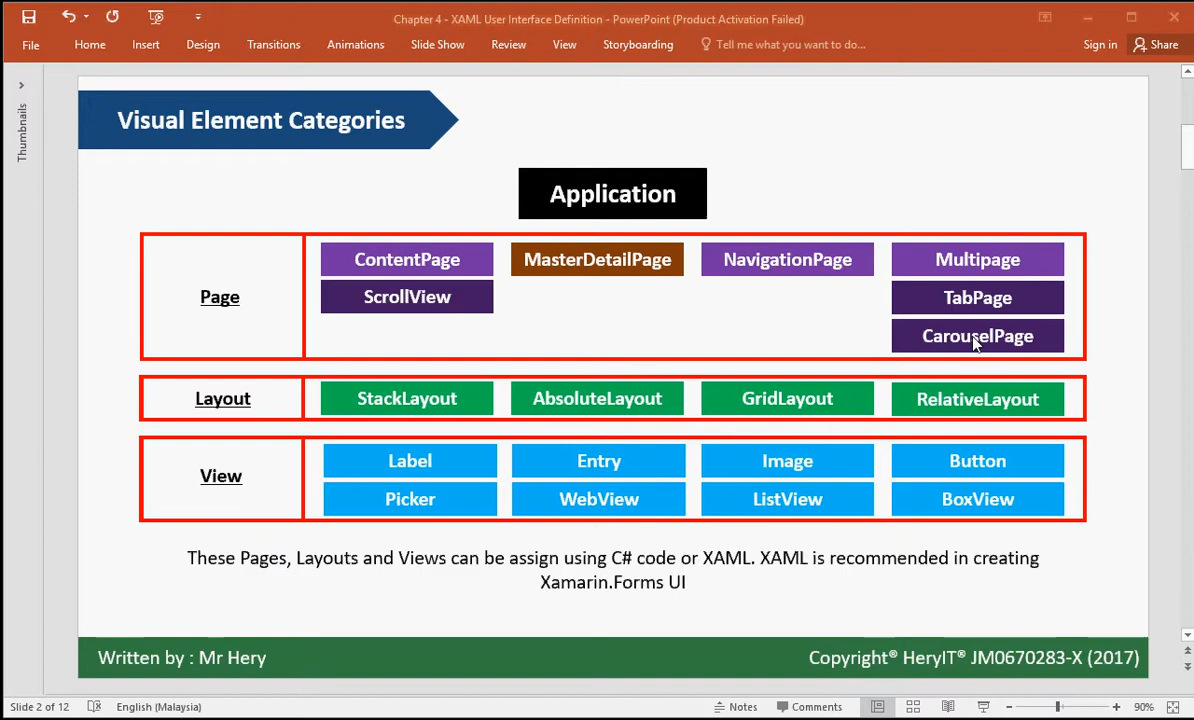 Chapter 4 - XAML User Interface Definition - PowerPoint (Product Activation Failed)
File Home Insert Design Transitions Animations Slide Show Review View Storyboarding Tell me what you want to do... Sign in Share
Thumbnails
Visual Element Categories
Application
Page
ContentPage MasterDetailPage NavigationPage Multipage
ScrollView TabPage
CarouselPage
Layout StackLayout AbsoluteLayout GridLayout RelativeLayout
View
Label Entry Image Button
Picker WebView ListView BoxView
These Pages, Layouts and Views can be assign using C# code or XAML. XAML is recommended in creating
Xamarin.Forms UI
Written by : Mr Hery Copyright® HeryIT® JM0670283-X (2017)
Slide 2 of 12 English (Malaysia) Notes Comments 90%